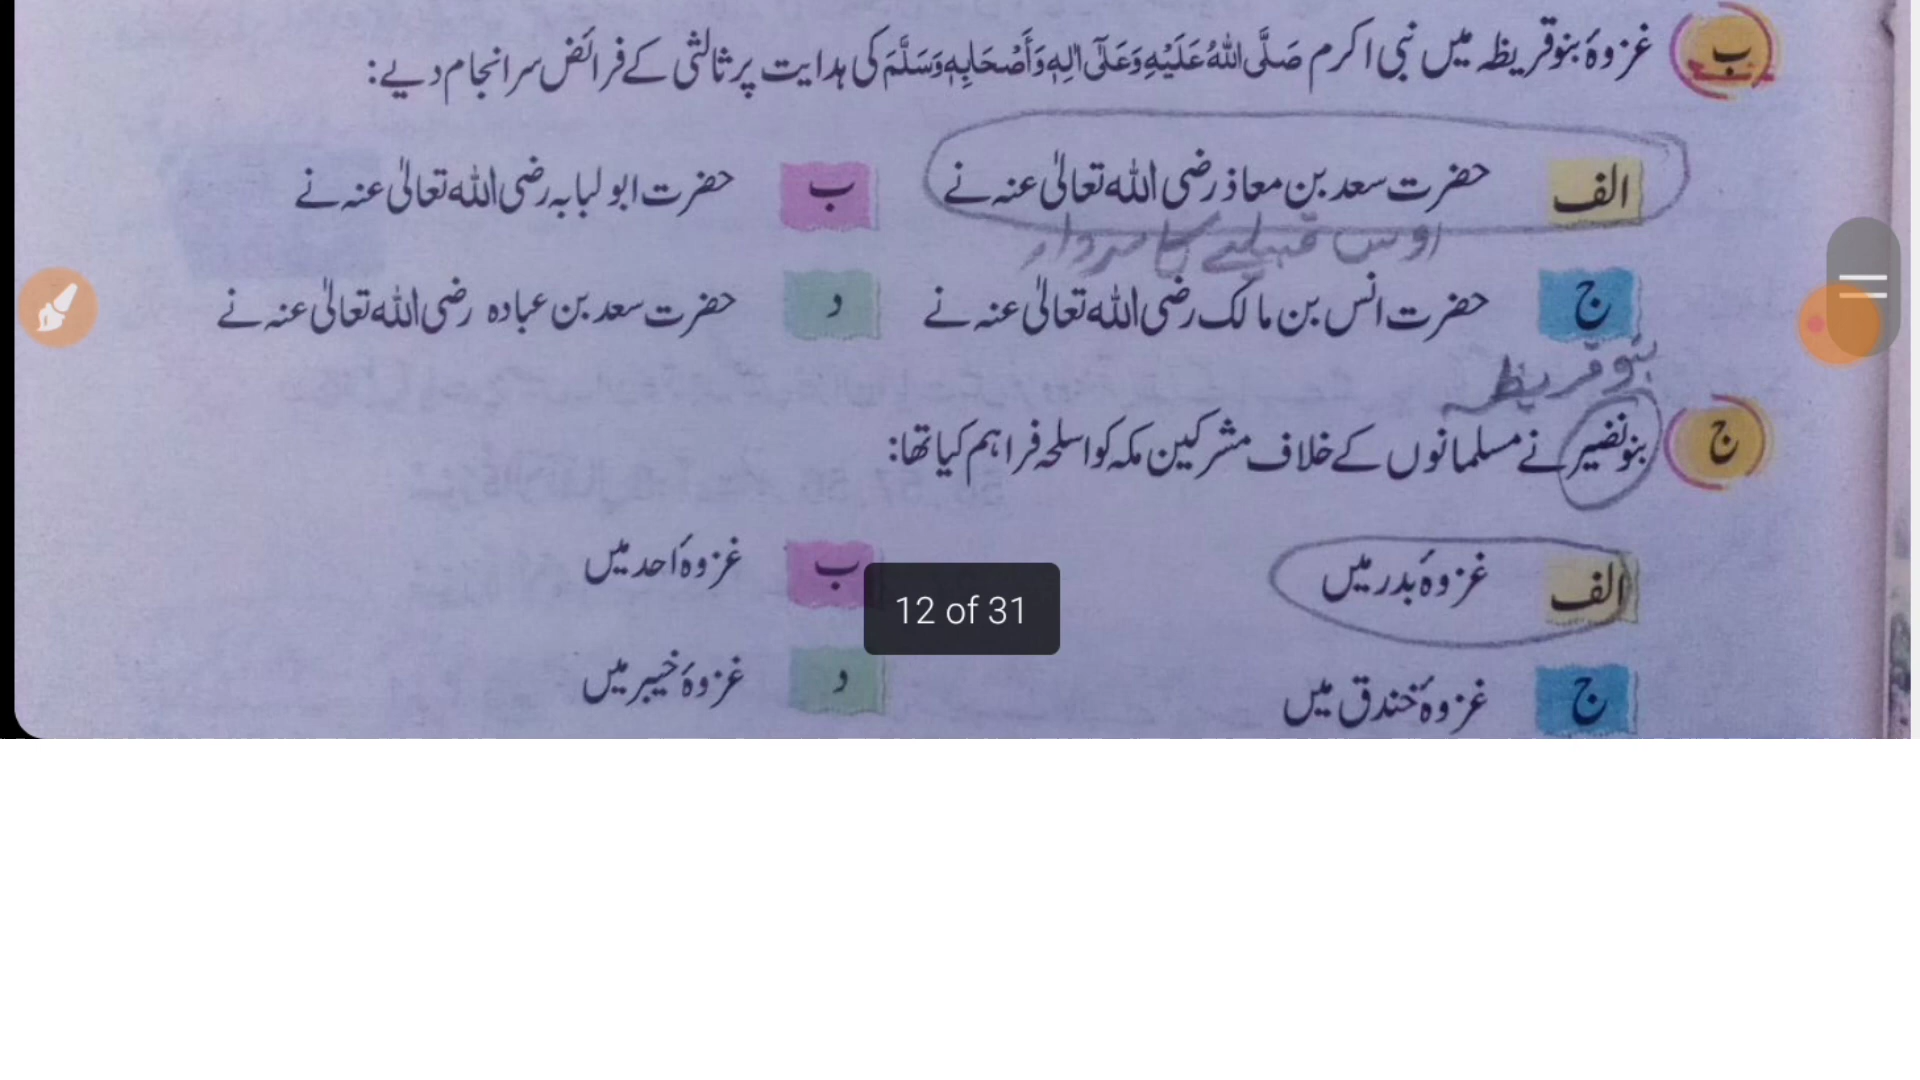 ب غزوۂ بنو قریظہ میں نبی اکرم صَلَّی اللّٰہُ عَلَیْہِ وَعَلٰٓی اٰلِہٖ وَاَصْحَابِہٖ وَسَلَّمَ کی ہدایت پر ثالثی کے فرائض سرانجام دیے:
الف حضرت سعد بن معاذ رضی اللہ تعالیٰ عنہ نے
ب حضرت ابو لبابہ رضی اللہ تعالیٰ عنہ نے
اوس قبیلے کا سردار
ج حضرت انس بن مالک رضی اللہ تعالیٰ عنہ نے
د حضرت سعد بن عبادہ رضی اللہ تعالیٰ عنہ نے
بنو قریظہ
ج بنو نضیر نے مسلمانوں کے خلاف مشرکین مکہ کو اسلحہ فراہم کیا تھا:
الف غزوۂ بدر میں
ب غزوۂ احد میں
12 of 31
ج غزوۂ خندق میں
د غزوۂ خیبر میں